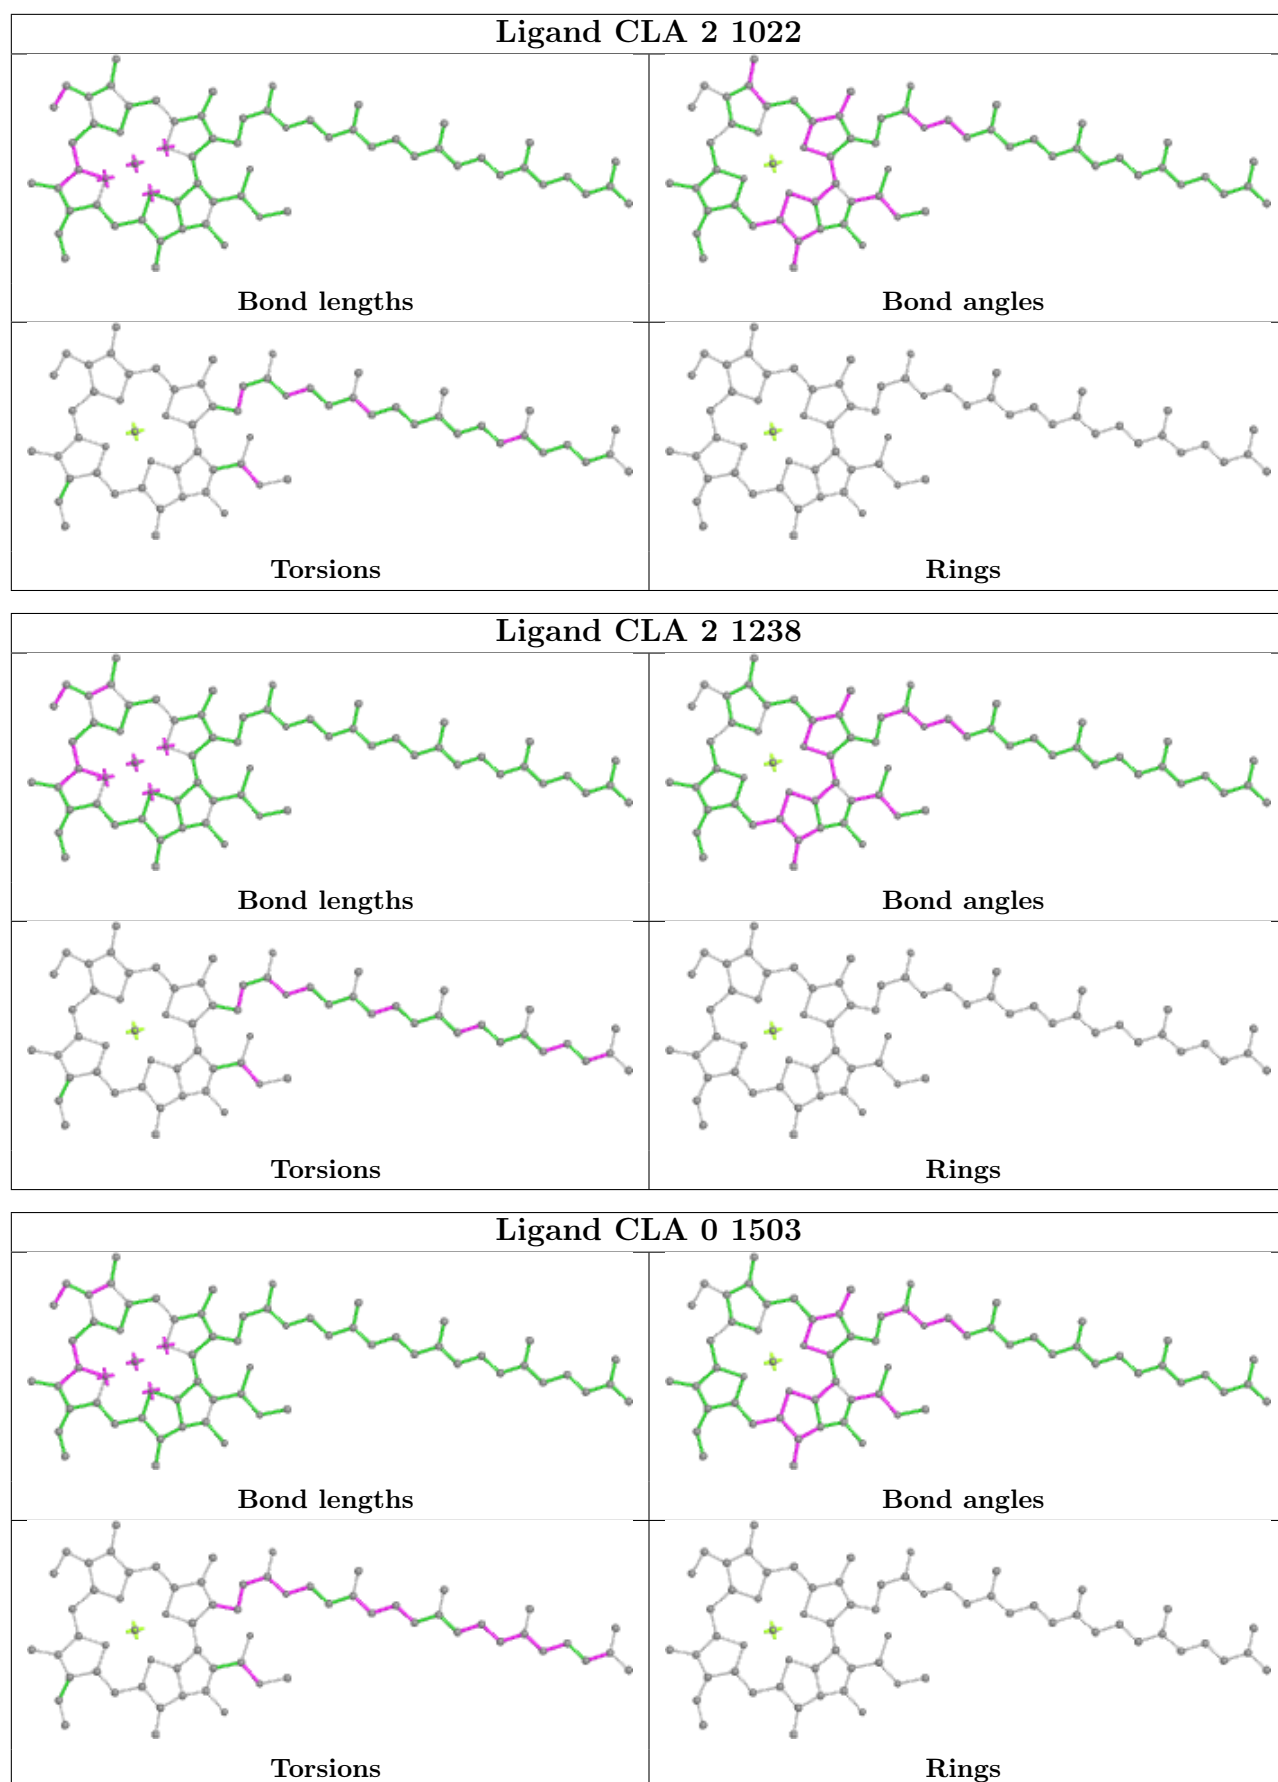 Ligand CLA 2 1022
Bond lengths
Bond angles
Torsions
Rings
Ligand CLA 2 1238
Bond lengths
Bond angles
Torsions
Rings
Ligand CLA 0 1503
Bond lengths
Bond angles
Torsions
Rings